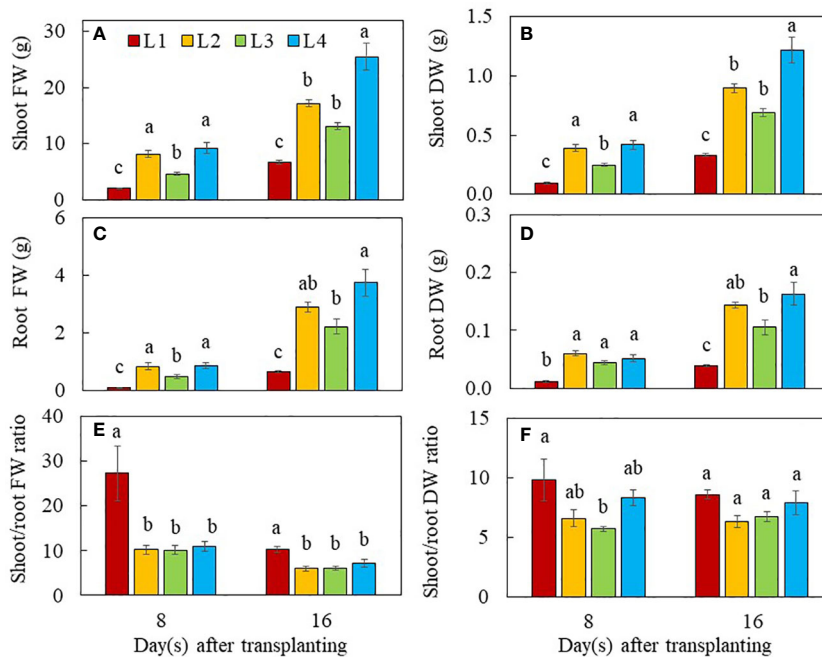 A
L1 L2 L3 L4
Shoot FW (g)
30
20
10
0
c a b a
c b b a
B
Shoot DW (g)
1.5
1.0
0.5
0.0
c a b a
c b b a
C
Root FW (g)
6
4
2
0
c a b a
c ab b a
D
Root DW (g)
0.3
0.2
0.1
0.0
b a a a
c ab b a
E
Shoot/root FW ratio
40
30
20
10
0
a b b b
a b b b
8 16
Day(s) after transplanting
F
Shoot/root DW ratio
15
10
5
0
a ab b ab
a a a a
8 16
Day(s) after transplanting